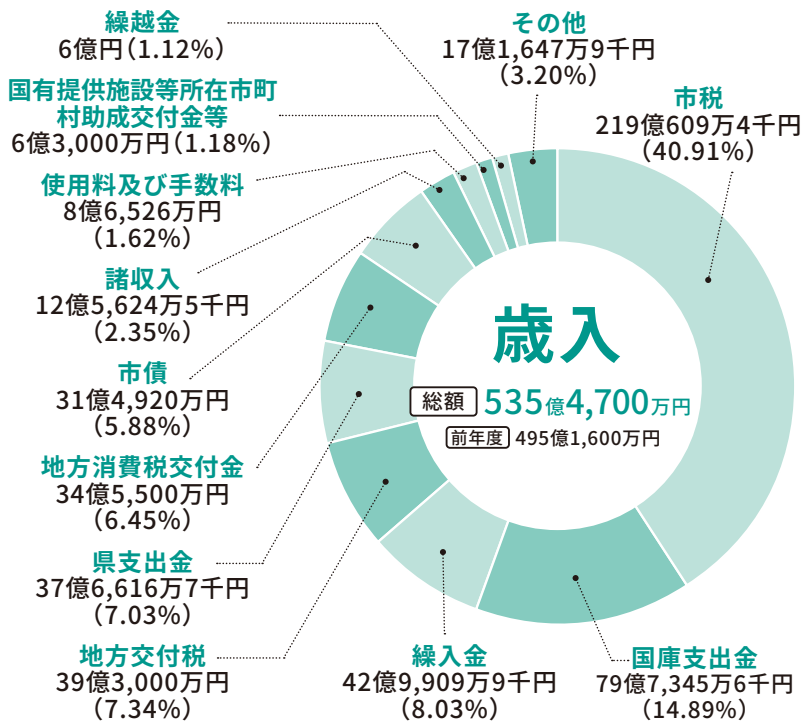 繰越金
6億円（1.12%）
国有提供施設等所在市町
村助成交付金等
6億3,000万円（1.18%）
使用料及び手数料
8億6,526万円
（1.62%）
諸収入
12億5,624万5千円
（2.35%）
市債
31億4,920万円
（5.88%）
地方消費税交付金
34億5,500万円
（6.45%）
県支出金
37億6,616万7千円
（7.03%）
地方交付税
39億3,000万円
（7.34%）
繰入金
42億9,909万9千円
（8.03%）
国庫支出金
79億7,345万6千円
（14.89%）
市税
219億609万4千円
（40.91%）
その他
17億1,647万9千円
（3.20%）
歳入
総額 535億4,700万円
前年度 495億1,600万円